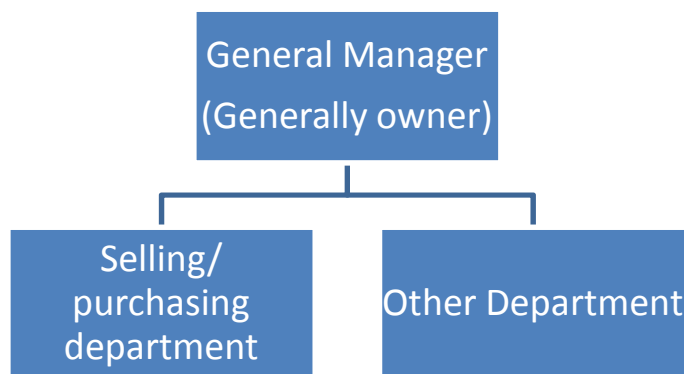 General Manager
(Generally owner)
Selling/
purchasing
department
Other Department